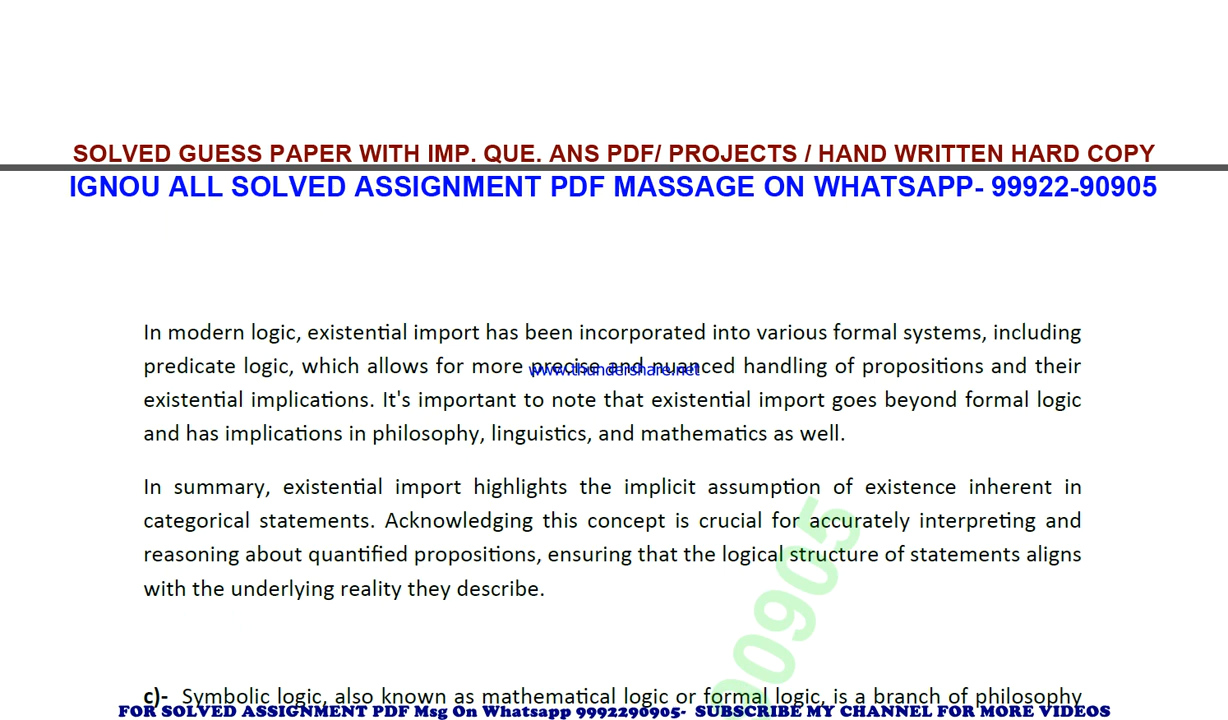 SOLVED GUESS PAPER WITH IMP. QUE. ANS PDF/ PROJECTS / HAND WRITTEN HARD COPY
IGNOU ALL SOLVED ASSIGNMENT PDF MASSAGE ON WHATSAPP- 99922-90905
In modern logic, existential import has been incorporated into various formal systems, including
predicate logic, which allows for more precise and nuanced handling of propositions and their
www.thundershare.net
existential implications. It's important to note that existential import goes beyond formal logic
and has implications in philosophy, linguistics, and mathematics as well.
In summary, existential import highlights the implicit assumption of existence inherent in
categorical statements. Acknowledging this concept is crucial for accurately interpreting and
reasoning about quantified propositions, ensuring that the logical structure of statements aligns
with the underlying reality they describe.
00905
c)- Symbolic logic, also known as mathematical logic or formal logic, is a branch of philosophy
FOR SOLVED ASSIGNMENT PDF Msg On Whatsapp 9992290905- SUBSCRIBE MY CHANNEL FOR MORE VIDEOS